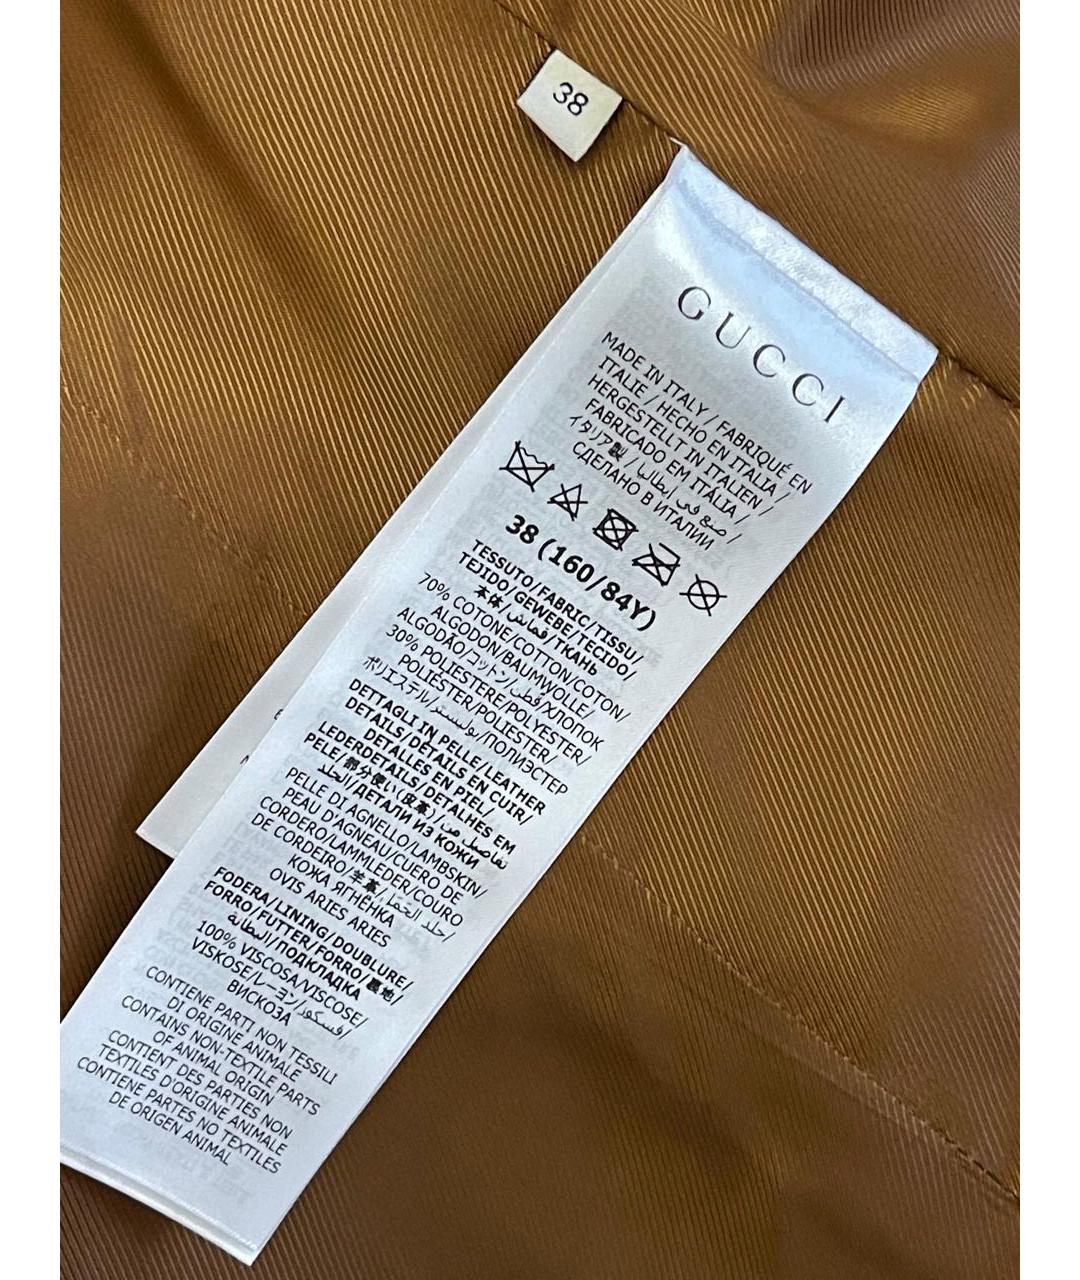 38
GUCCI
MADE IN ITALY / FABRIQUÉ EN
ITALIE / HECHO EN ITALIA /
HERGESTELLT IN ITALIEN /
FABRICADO EM ITÁLIA /
イタリア製 / صنع في إيطاليا /
СДЕЛАНО В ИТАЛИИ
38 (160/84Y)
TESSUTO/FABRIC/TISSU/
TEJIDO/GEWEBE/TECIDO/
本体/قماش/ТКАНЬ
70% COTONE/COTTON/COTON/
ALGODON/BAUMWOLLE/
ALGODÃO/コットン/قطن/ХЛОПОК
30% POLIESTERE/POLYESTER/
POLIÉSTER/POLIESTER/
ポリエステル/بوليستر/ПОЛИЭСТЕР
DETTAGLI IN PELLE/LEATHER
DETAILS/DÉTAILS EN CUIR/
DETALLES EN PIEL/
LEDERDETAILS/DETALHES EM
PELE/部分使い(皮革)/تفاصيل من
الجلد/ДЕТАЛИ ИЗ КОЖИ
PELLE DI AGNELLO/LAMBSKIN/
PEAU D'AGNEAU/CUERO DE
CORDERO/LAMMLEDER/COURO
DE CORDEIRO/羊革/جلد الحَمَل/
КОЖА ЯГНЁНКА
OVIS ARIES ARIES
FODERA/LINING/DOUBLURE/
FORRO/FUTTER/FORRO/裏地/
البطانة/ПОДКЛАДКА
100% VISCOSA/VISCOSE/
VISKOSE/レーヨン/فسكوز/
ВИСКОЗА
CONTIENE PARTI NON TESSILI
DI ORIGINE ANIMALE
CONTAINS NON-TEXTILE PARTS
OF ANIMAL ORIGIN
CONTIENT DES PARTIES NON
TEXTILES D'ORIGINE ANIMALE
CONTIENE PARTES NO TEXTILES
DE ORIGEN ANIMAL